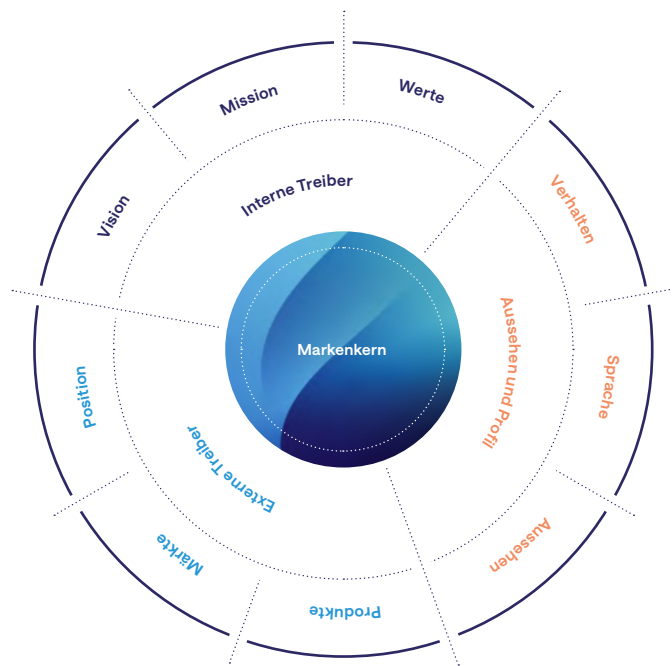 Mission
Werte
Vision
Interne Treiber
Verhalten
Markenkern
Aussehen und Profil
Sprache
Position
Externe Treiber
Märkte
Aussehen
Produkte